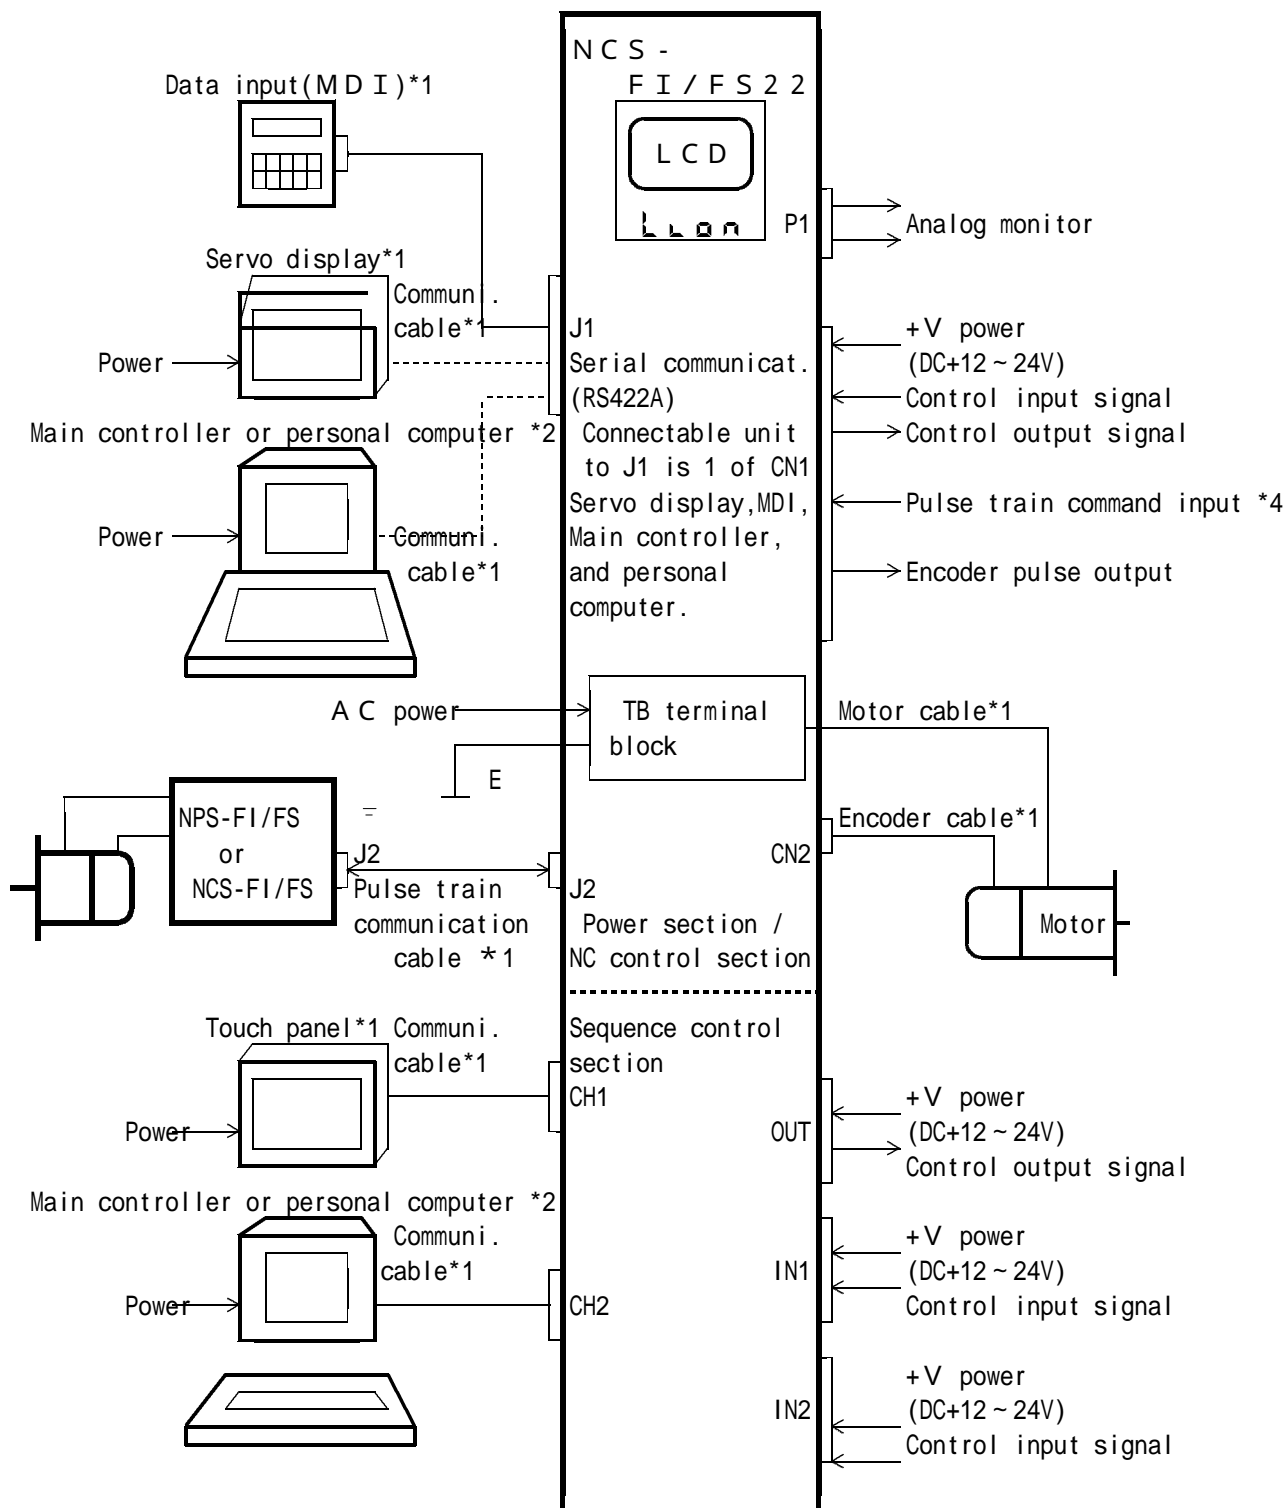 NCS-
FI/FS22
Data input(MDI)*1
LCD
P1
Analog monitor
Servo display*1
Communi.
cable*1
J1
+V power
(DC+12~24V)
Power
Serial communicat.
(RS422A)
Control input signal
Main controller or personal computer *2
Connectable unit
to J1 is 1 of CN1
Servo display,MDI,
Main controller,
and personal
computer.
Control output signal
Pulse train command input *4
Power
Communi.
cable*1
Encoder pulse output
AC power
TB terminal
block
Motor cable*1
E
NPS-FI/FS
or
NCS-FI/FS
J2
Pulse train
communication
cable *1
Encoder cable*1
CN2
J2
Power section /
NC control section
Motor
Touch panel*1
Communi.
cable*1
Sequence control
section
CH1
Power
OUT
+V power
(DC+12~24V)
Control output signal
Main controller or personal computer *2
Communi.
cable*1
Power
CH2
IN1
+V power
(DC+12~24V)
Control input signal
IN2
+V power
(DC+12~24V)
Control input signal